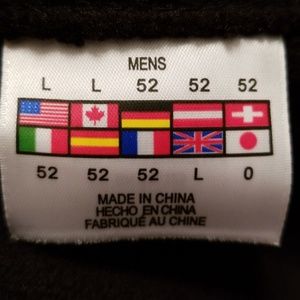 MENS
L L 52 52 52
52 52 52 L 0
MADE IN CHINA
HECHO EN CHINA
FABRIQUÉ AU CHINE